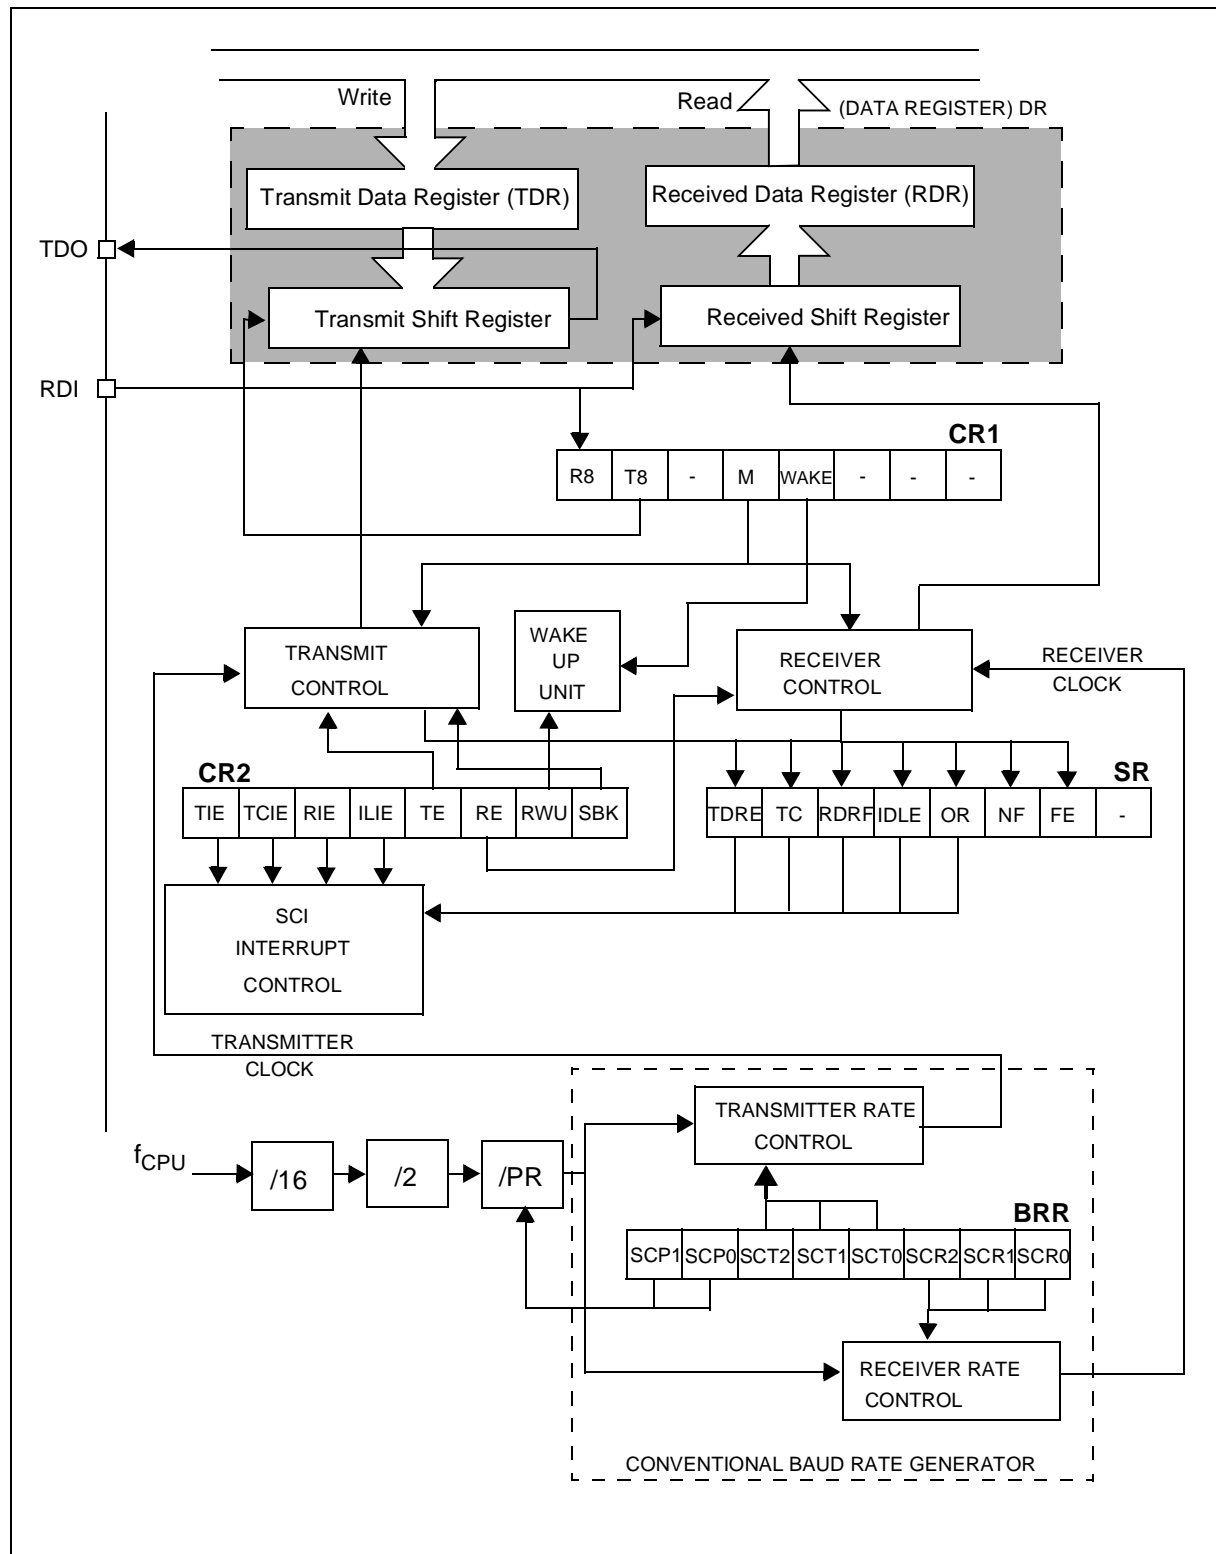 Write
Read
(DATA REGISTER) DR
Transmit Data Register (TDR)
Received Data Register (RDR)
TDO
Transmit Shift Register
Received Shift Register
RDI
CR1
R8 T8 - M WAKE - - -
TRANSMIT
CONTROL
WAKE
UP
UNIT
RECEIVER
CONTROL
RECEIVER
CLOCK
CR2
SR
TIE TCIE RIE ILIE TE RE RWU SBK
TDRE TC RDRF IDLE OR NF FE -
SCI
INTERRUPT
CONTROL
TRANSMITTER
CLOCK
TRANSMITTER RATE
CONTROL
fCPU
/16
/2
/PR
BRR
SCP1 SCP0 SCT2 SCT1 SCT0 SCR2 SCR1 SCR0
RECEIVER RATE
CONTROL
CONVENTIONAL BAUD RATE GENERATOR